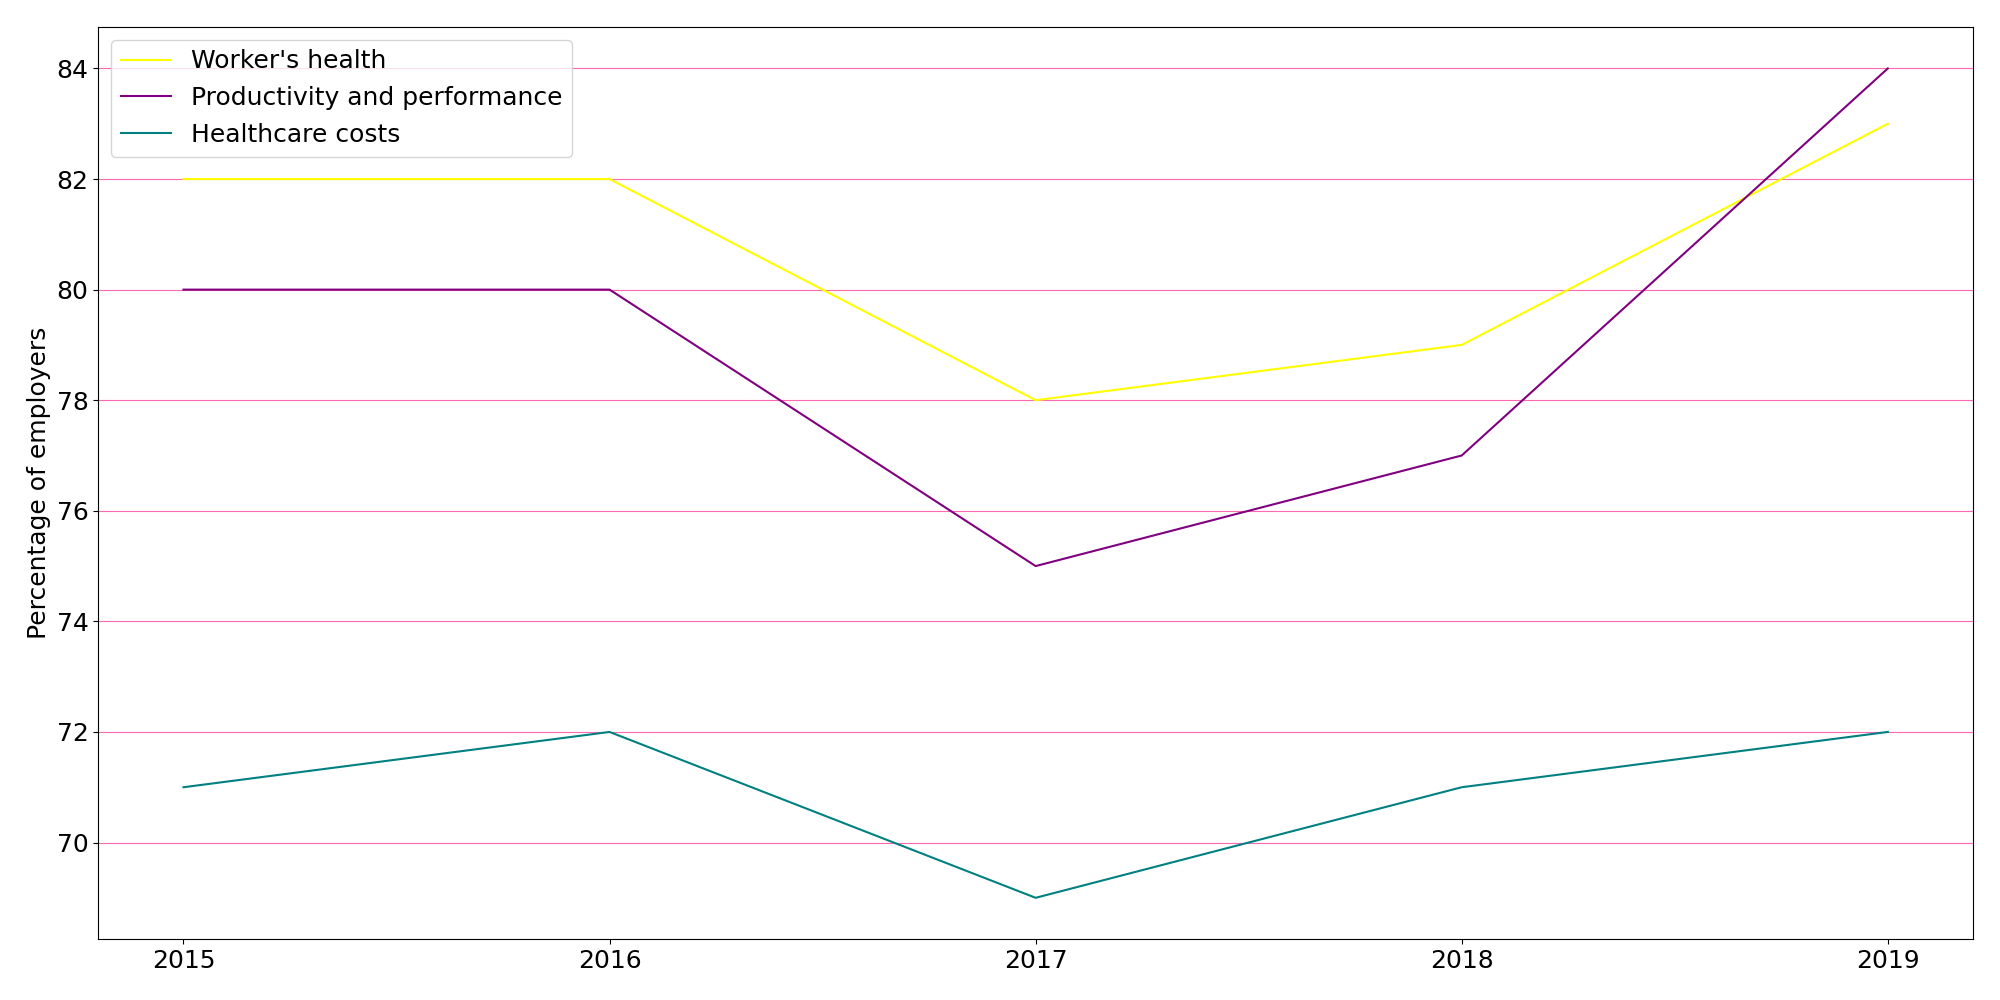 Worker's health
Productivity and performance
Healthcare costs
Percentage of employers
84
82
80
78
76
74
72
70
2015 2016 2017 2018 2019